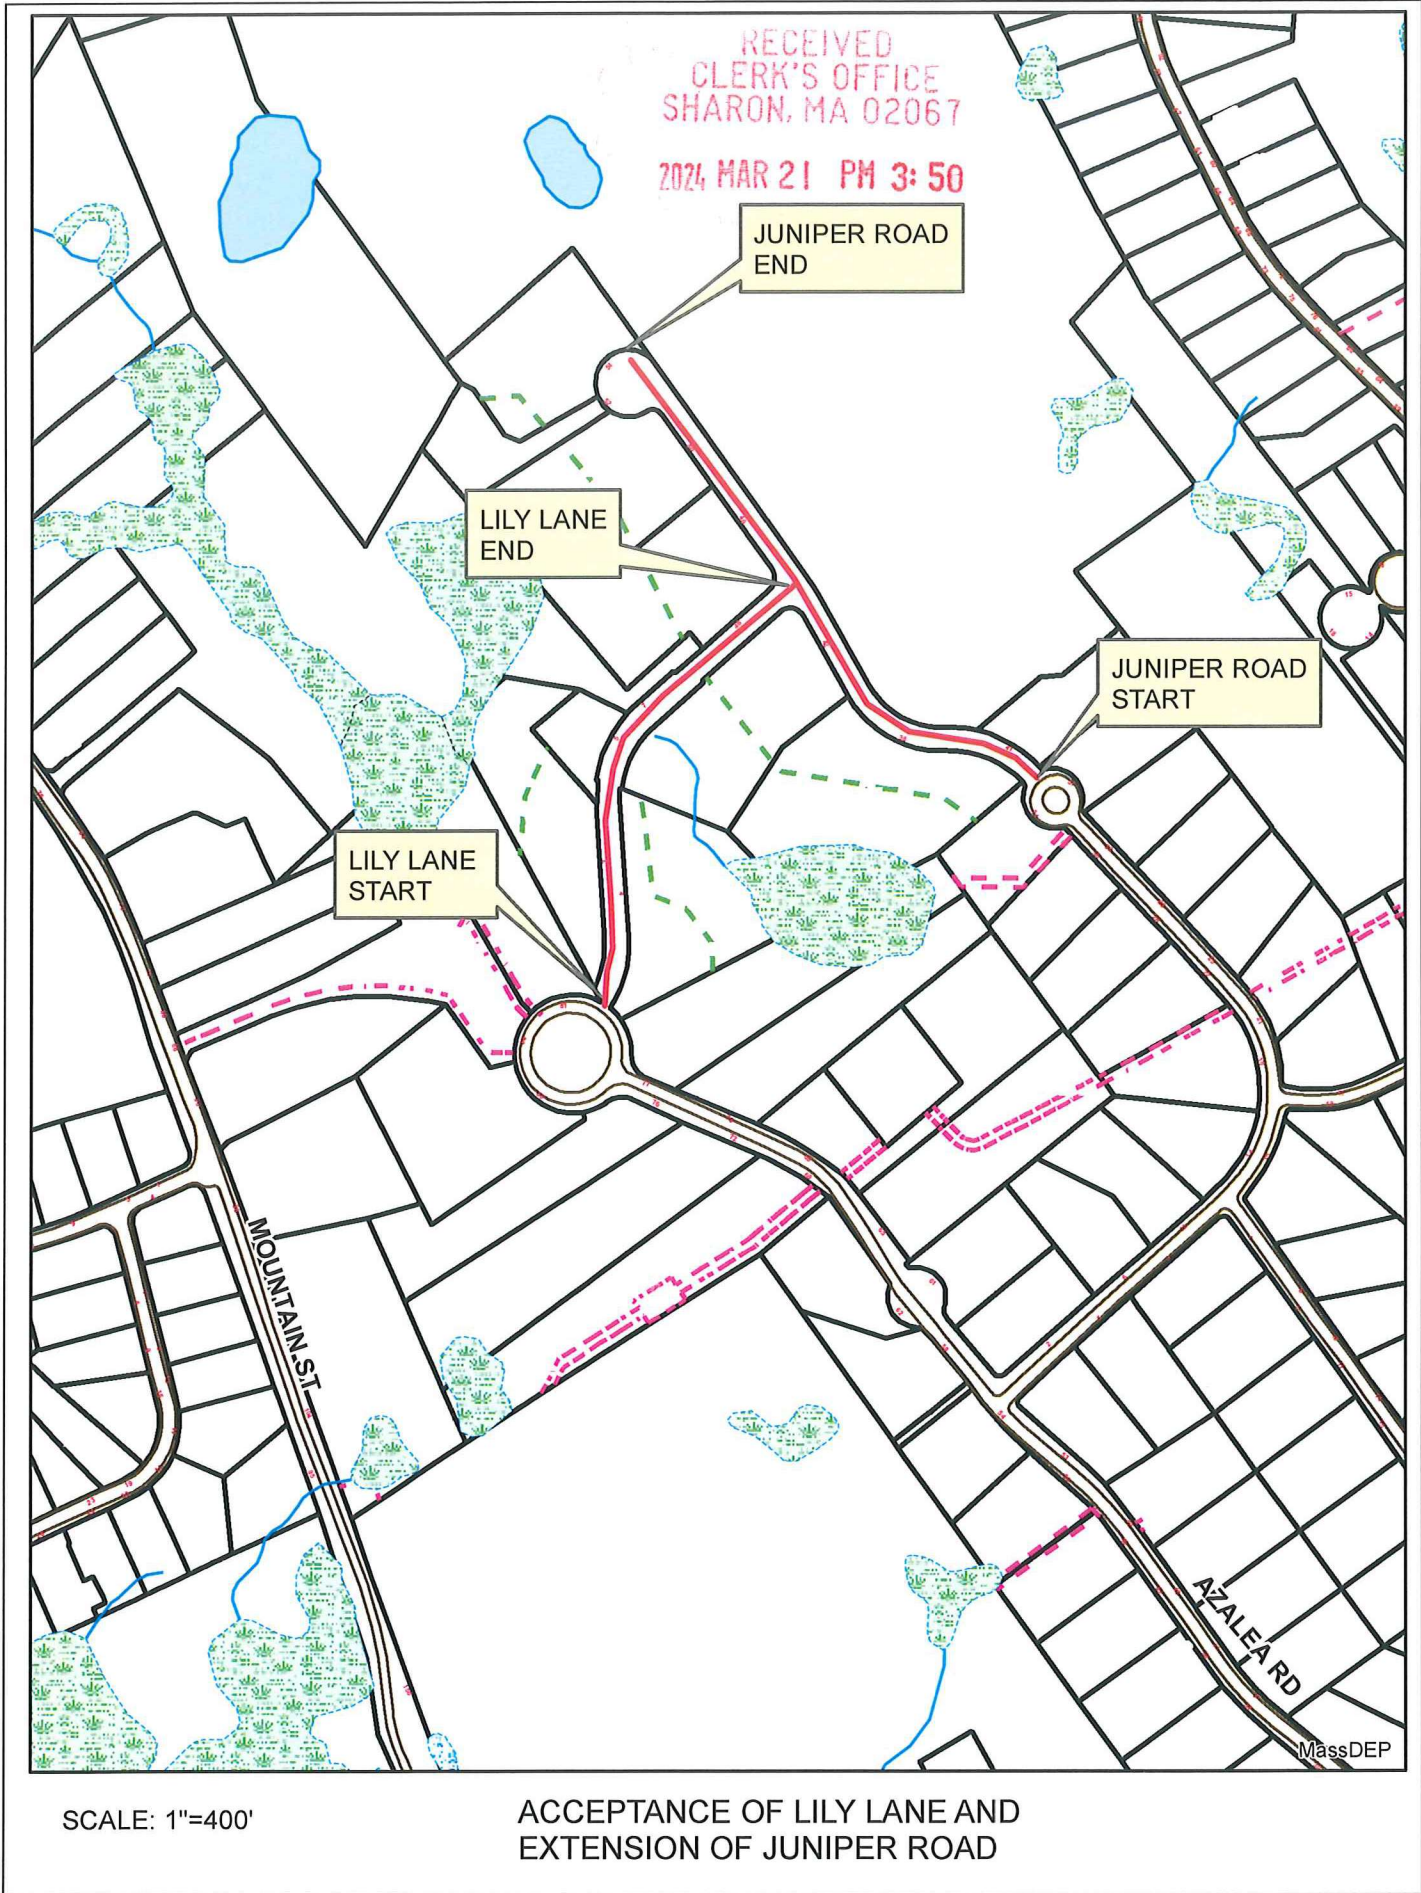 RECEIVED
CLERK'S OFFICE
SHARON, MA 02067
2024 MAR 21 PM 3:50
JUNIPER ROAD
END
LILY LANE
END
JUNIPER ROAD
START
LILY LANE
START
MOUNTAIN ST
AZALEA RD
MassDEP
SCALE: 1"=400'
ACCEPTANCE OF LILY LANE AND
EXTENSION OF JUNIPER ROAD